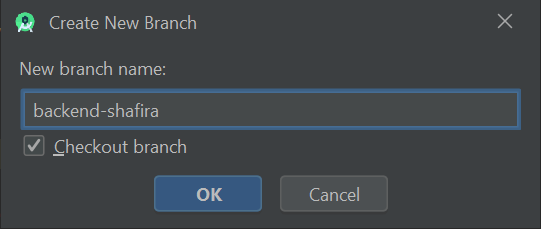 Create New Branch
New branch name:
backend-shafira
Checkout branch
OK
Cancel